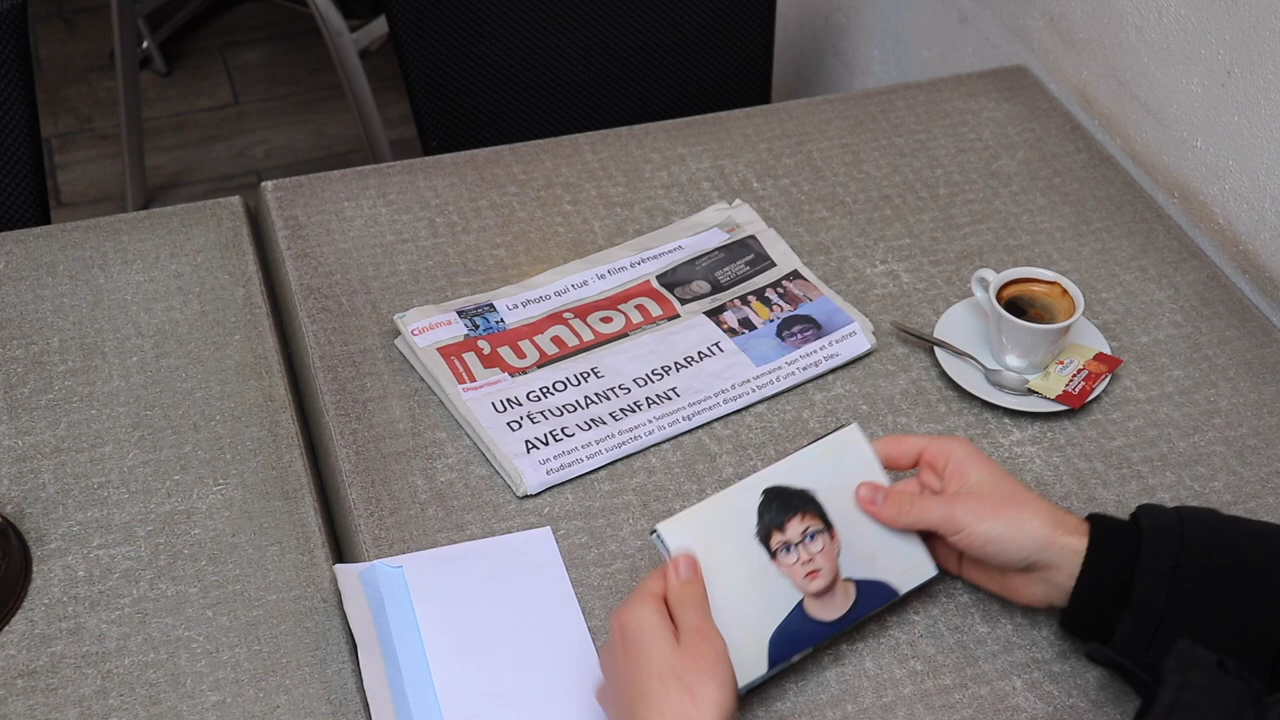 La photo qui tue : le film évènement
Cinéma :
L'union
Disparition :
UN GROUPE
D'ÉTUDIANTS DISPARAIT
AVEC UN ENFANT
Un enfant est porté disparu à Soissons depuis près d'une semaine. Son frère et d'autres
étudiants sont suspectés car ils ont également disparu à bord d'une Twingo bleu.